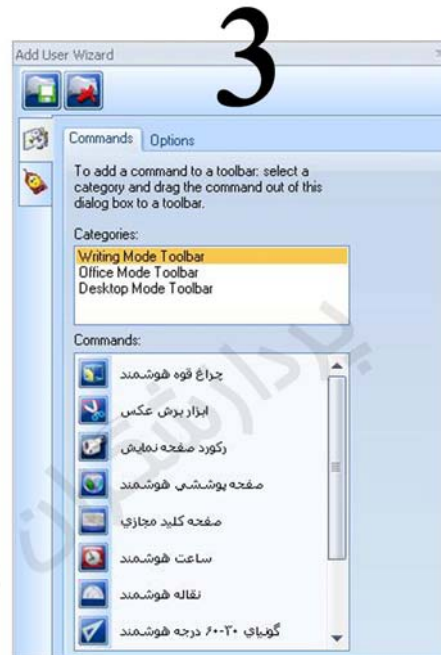 3
Add User Wizard
Commands Options
To add a command to a toolbar: select a
category and drag the command out of this
dialog box to a toolbar.
Categories:
Writing Mode Toolbar
Office Mode Toolbar
Desktop Mode Toolbar
Commands:
چراغ قوه هوشمند
ابزار برش عکس
رکورد صفحه نمایش
صفحه پوششی هوشمند
صفحه کلید مجازي
ساعت هوشمند
نقاله هوشمند
گونیاي ۳۰-۶۰ درجه هوشمند
پردازشگران